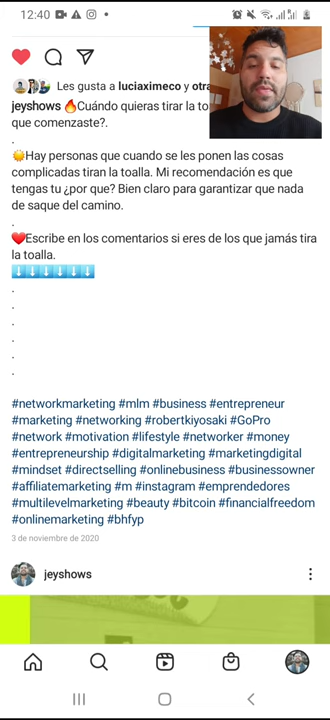 12:40
Les gusta a luciaximeco y otra
jeyshows 🔥Cuándo quieras tirar la to
que comenzaste?.
.
🌟Hay personas que cuando se les ponen las cosas
complicadas tiran la toalla. Mi recomendación es que
tengas tu ¿por que? Bien claro para garantizar que nada
de saque del camino.
.
❤️Escribe en los comentarios si eres de los que jamás tira
la toalla.
⬇️⬇️⬇️⬇️⬇️⬇️
.
.
.
.
.
.
#networkmarketing #mlm #business #entrepreneur
#marketing #networking #robertkiyosaki #GoPro
#network #motivation #lifestyle #networker #money
#entrepreneurship #digitalmarketing #marketingdigital
#mindset #directselling #onlinebusiness #businessowner
#affiliatemarketing #m #instagram #emprendedores
#multilevelmarketing #beauty #bitcoin #financialfreedom
#onlinemarketing #bhfyp
3 de noviembre de 2020
jeyshows